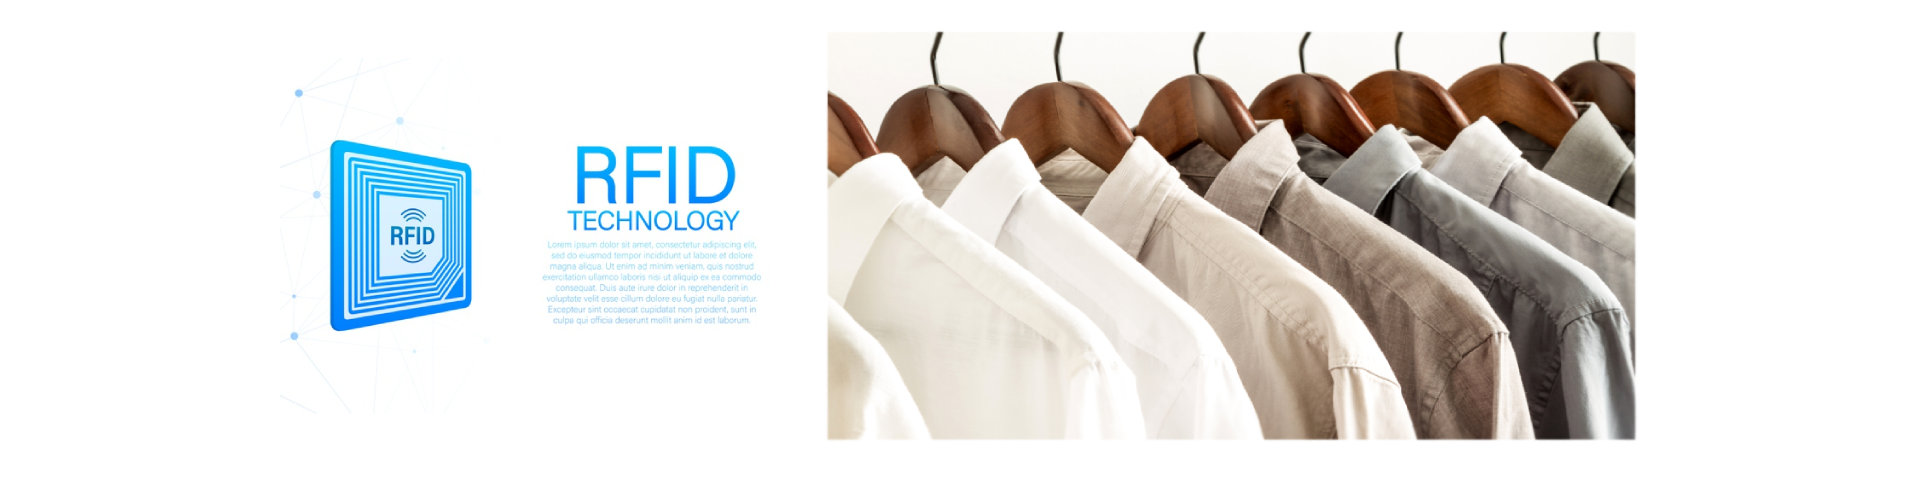 RFID
RFID
TECHNOLOGY
Lorem ipsum dolor sit amet, consectetur adipiscing elit,
sed do eiusmod tempor incididunt ut labore et dolore
magna aliqua. Ut enim ad minim veniam, quis nostrud
exercitation ullamco laboris nisi ut aliquip ex ea commodo
consequat. Duis aute irure dolor in reprehenderit in
voluptate velit esse cillum dolore eu fugiat nulla pariatur.
Excepteur sint occaecat cupidatat non proident, sunt in
culpa qui officia deserunt mollit anim id est laborum.